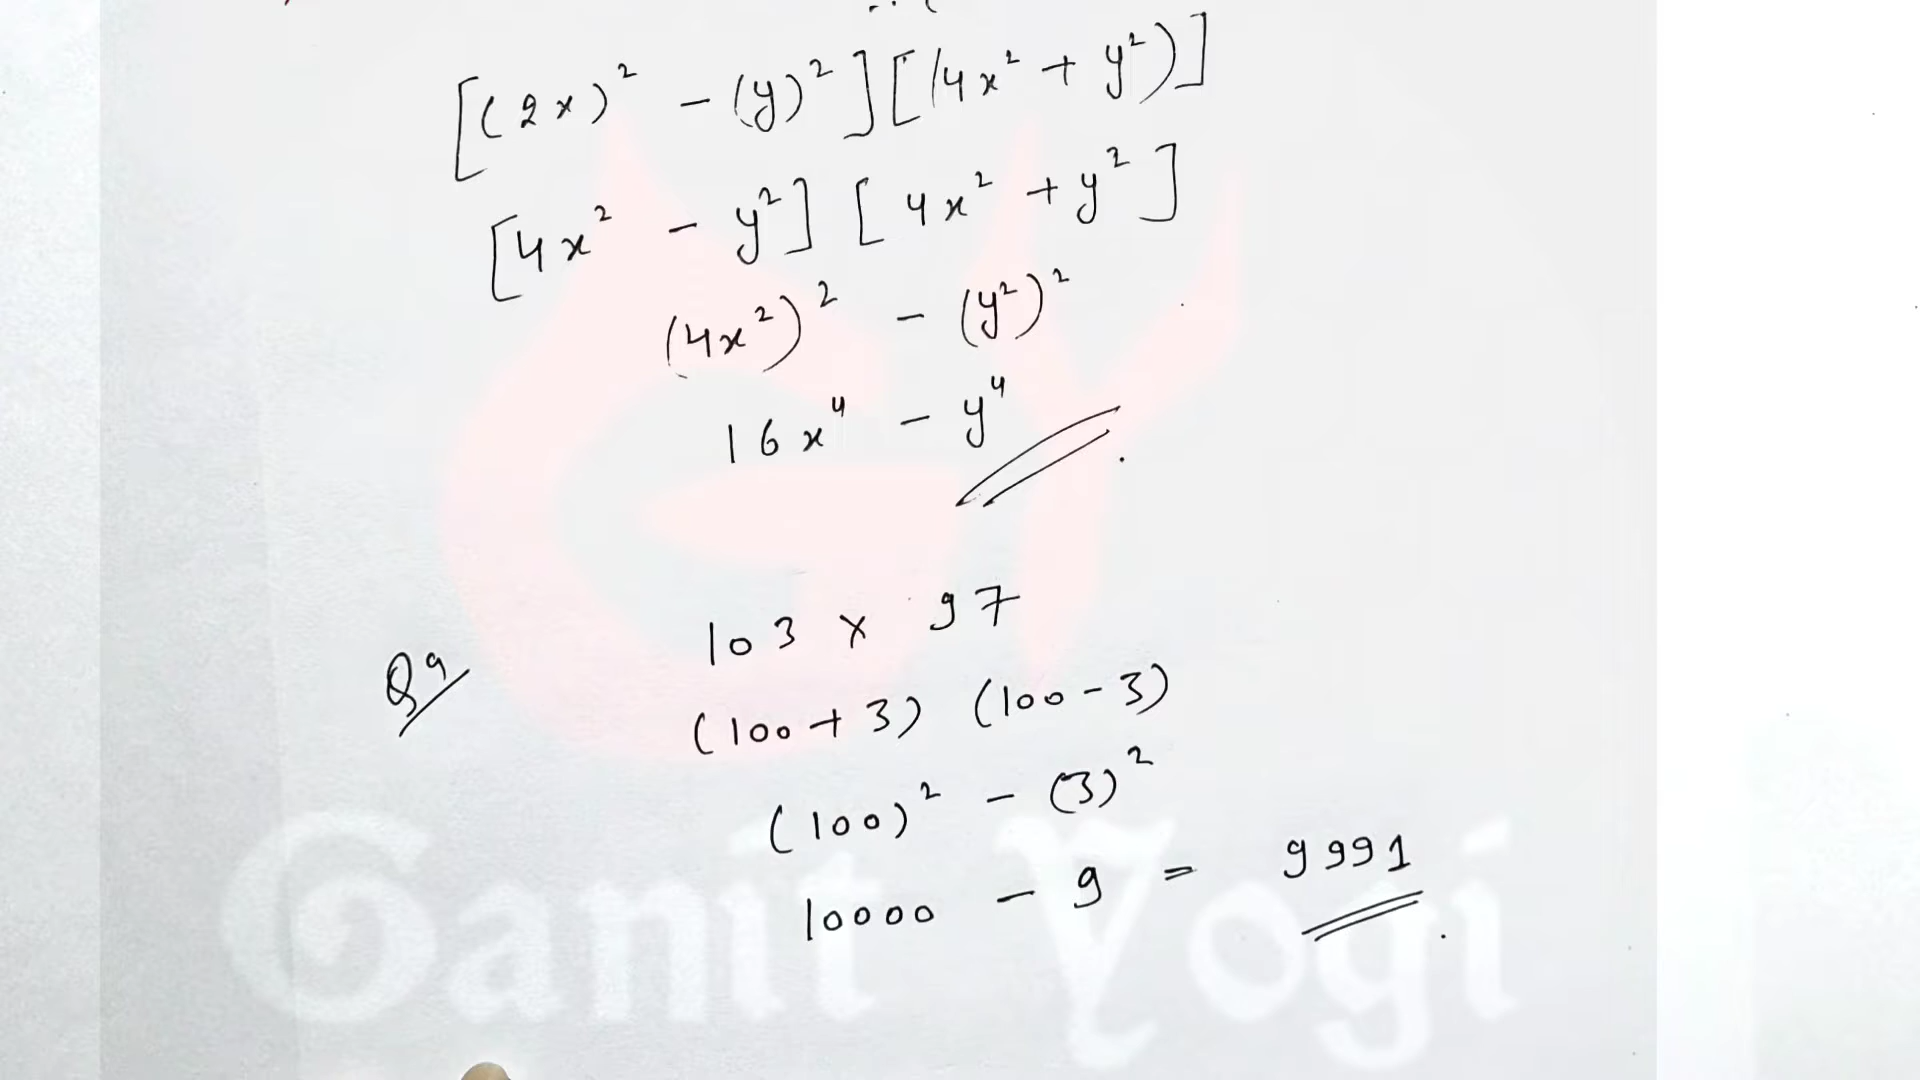 [(2x)² - (y)²][(4x² + y²)]
[4x² - y²] [4x² + y²]
(4x²)² - (y²)²
16x⁴ - y⁴
Q9 103 × 97
(100 + 3) (100 - 3)
(100)² - (3)²
10000 - 9 = 9991
Ganit Yogi
GY